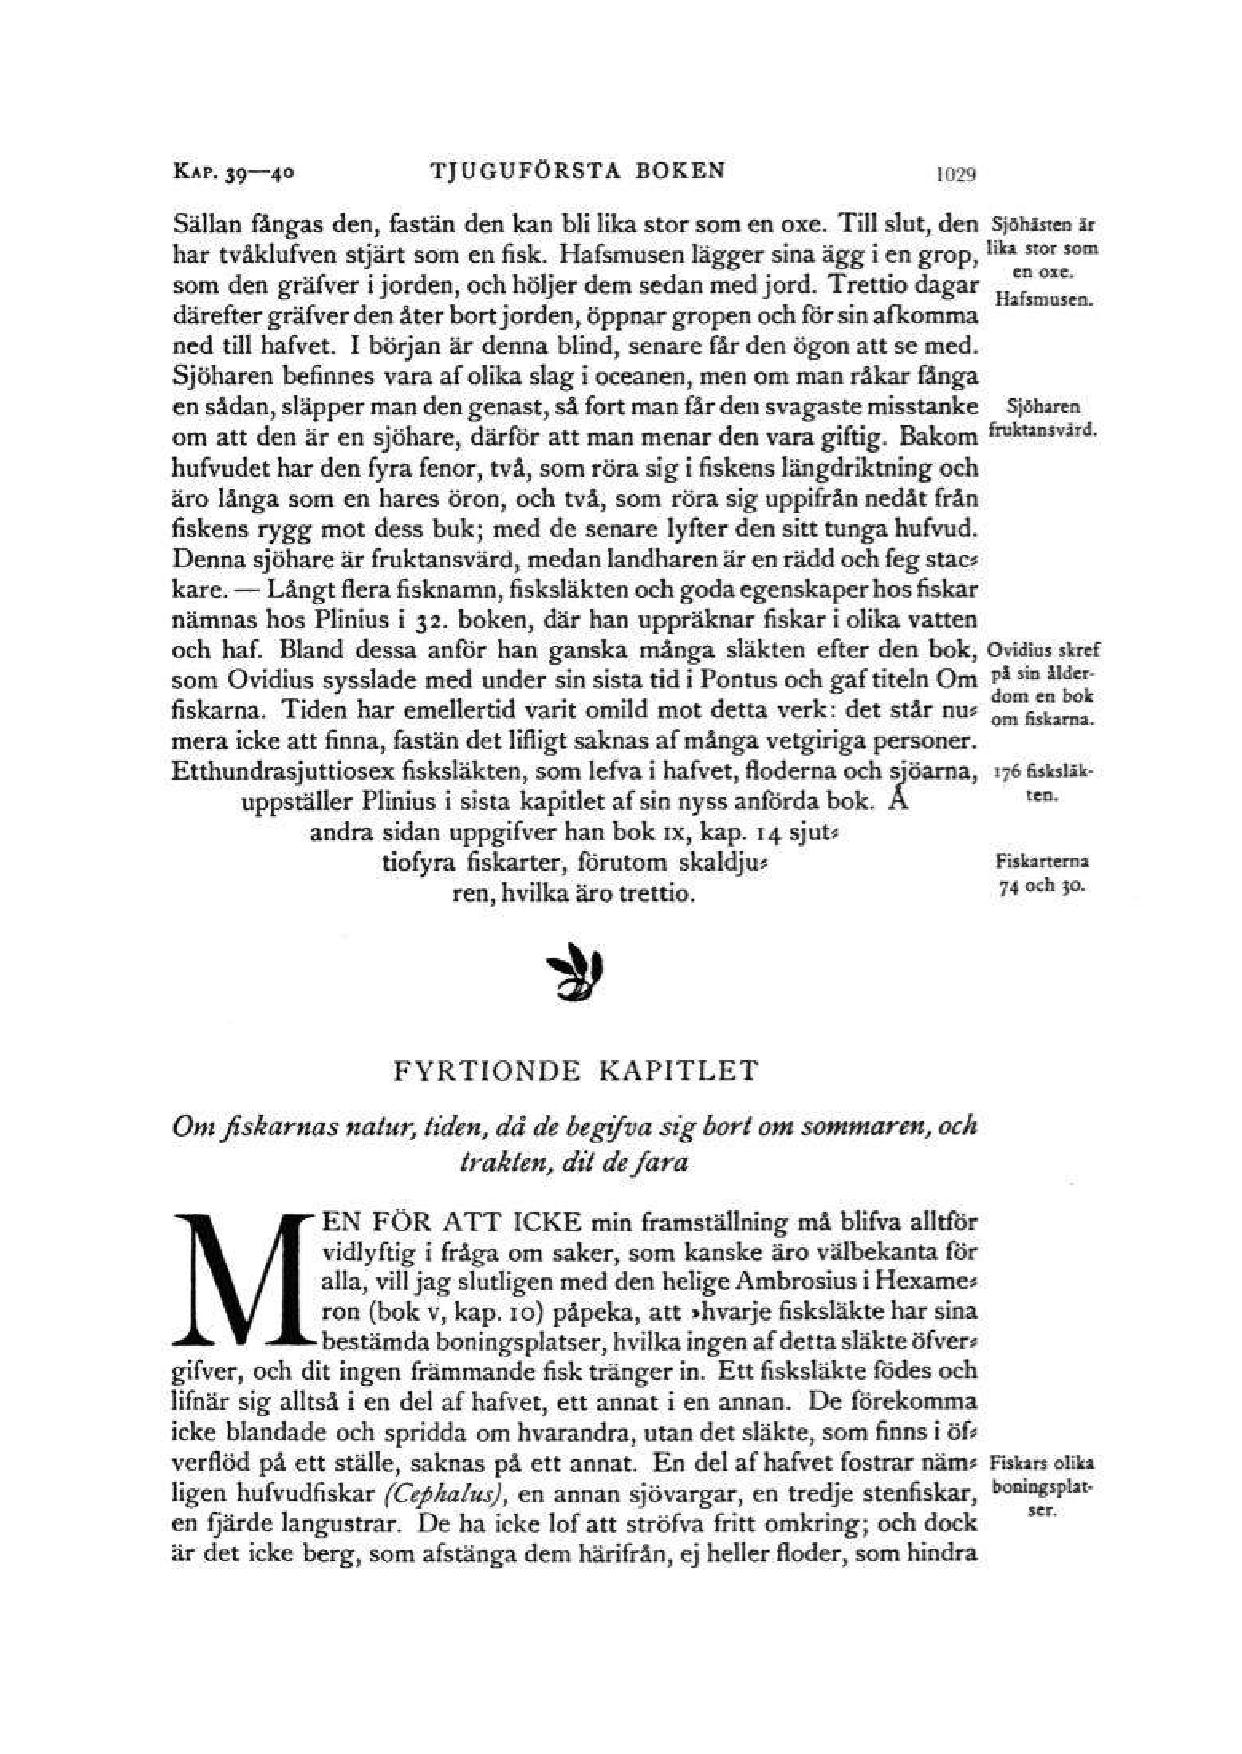 KAP. 39—40 TJUGUFÖRSTA BOKEN 1029
Sällan fångas den, fastän den kan bli lika stor som en oxe. Till slut, den
har tvåklufven stjärt som en fisk. Hafsmusen lägger sina ägg i en grop,
som den gräfver i jorden, och höljer dem sedan med jord. Trettio dagar
därefter gräfver den åter bort jorden, öppnar gropen och för sin afkomma
ned till hafvet. I början är denna blind, senare får den ögon att se med.
Sjöharen befinnes vara af olika slag i oceanen, men om man råkar fånga
en sådan, släpper man den genast, så fort man får den svagaste misstanke
om att den är en sjöhare, därför att man menar den vara giftig. Bakom
hufvudet har den fyra fenor, två, som röra sig i fiskens längdriktning och
äro långa som en hares öron, och två, som röra sig uppifrån nedåt från
fiskens rygg mot dess buk; med de senare lyfter den sitt tunga hufvud.
Denna sjöhare är fruktansvärd, medan landharen är en rädd och feg stac-
kare. — Långt flera fisknamn, fisksläkten och goda egenskaper hos fiskar
nämnas hos Plinius i 32. boken, där han uppräknar fiskar i olika vatten
och haf. Bland dessa anför han ganska många släkten efter den bok,
som Ovidius sysslade med under sin sista tid i Pontus och gaf titeln Om
fiskarna. Tiden har emellertid varit omild mot detta verk: det står nu-
mera icke att finna, fastän det lifligt saknas af många vetgiriga personer.
Etthundrasjuttiosex fisksläkten, som lefva i hafvet, floderna och sjöarna,
uppställer Plinius i sista kapitlet af sin nyss anförda bok. Å
andra sidan uppgifver han bok IX, kap. 14 sjut-
tiofyra fiskarter, förutom skaldju-
ren, hvilka äro trettio.
Sjöhästen är
lika stor som
en oxe.
Hafsmusen.
Sjöharen
fruktansvärd.
Ovidius skref
på sin ålder-
dom en bok
om fiskarna.
176 fisksläk-
ten.
Fiskarterna
74 och 30.
FYRTIONDE KAPITLET
Om fiskarnas natur, tiden, då de begifva sig bort om sommaren, och
trakten, dit de fara
MEN FÖR ATT ICKE min framställning må blifva alltför
vidlyftig i fråga om saker, som kanske äro välbekanta för
alla, vill jag slutligen med den helige Ambrosius i Hexame-
ron (bok V, kap. 10) påpeka, att »hvarje fisksläkte har sina
bestämda boningsplatser, hvilka ingen af detta släkte öfver-
gifver, och dit ingen främmande fisk tränger in. Ett fisksläkte födes och
lifnär sig alltså i en del af hafvet, ett annat i en annan. De förekomma
icke blandade och spridda om hvarandra, utan det släkte, som finns i öf-
verflöd på ett ställe, saknas på ett annat. En del af hafvet fostrar näm-
ligen hufvudfiskar (Cephalus), en annan sjövargar, en tredje stenfiskar,
en fjärde langustrar. De ha icke lof att ströfva fritt omkring; och dock
är det icke berg, som afstänga dem härifrån, ej heller floder, som hindra
Fiskars olika
boningsplat-
ser.